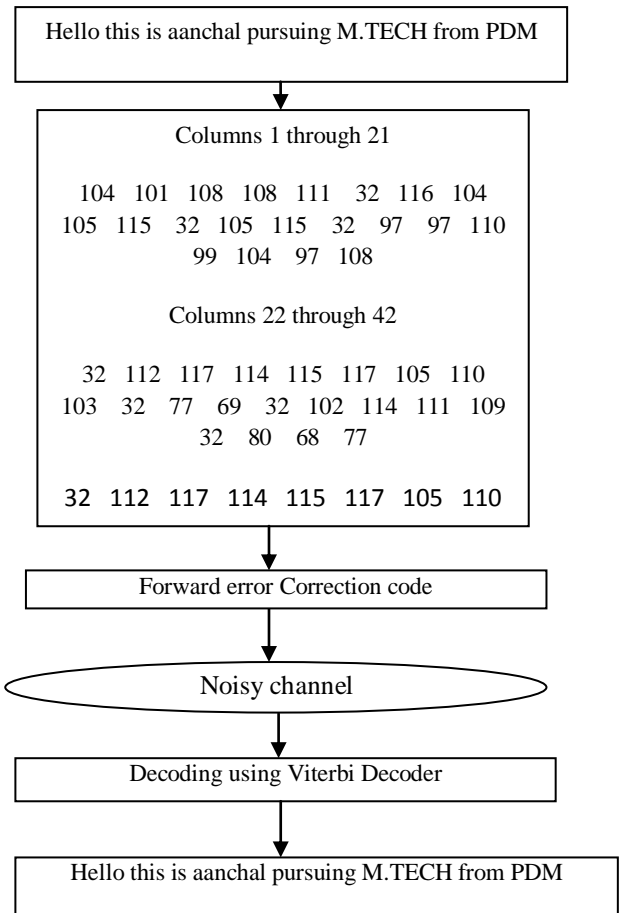 Hello this is aanchal pursuing M.TECH from PDM
Columns 1 through 21
104 101 108 108 111 32 116 104
105 115 32 105 115 32 97 97 110
99 104 97 108
Columns 22 through 42
32 112 117 114 115 117 105 110
103 32 77 69 32 102 114 111 109
32 80 68 77
32 112 117 114 115 117 105 110
Forward error Correction code
Noisy channel
Decoding using Viterbi Decoder
Hello this is aanchal pursuing M.TECH from PDM